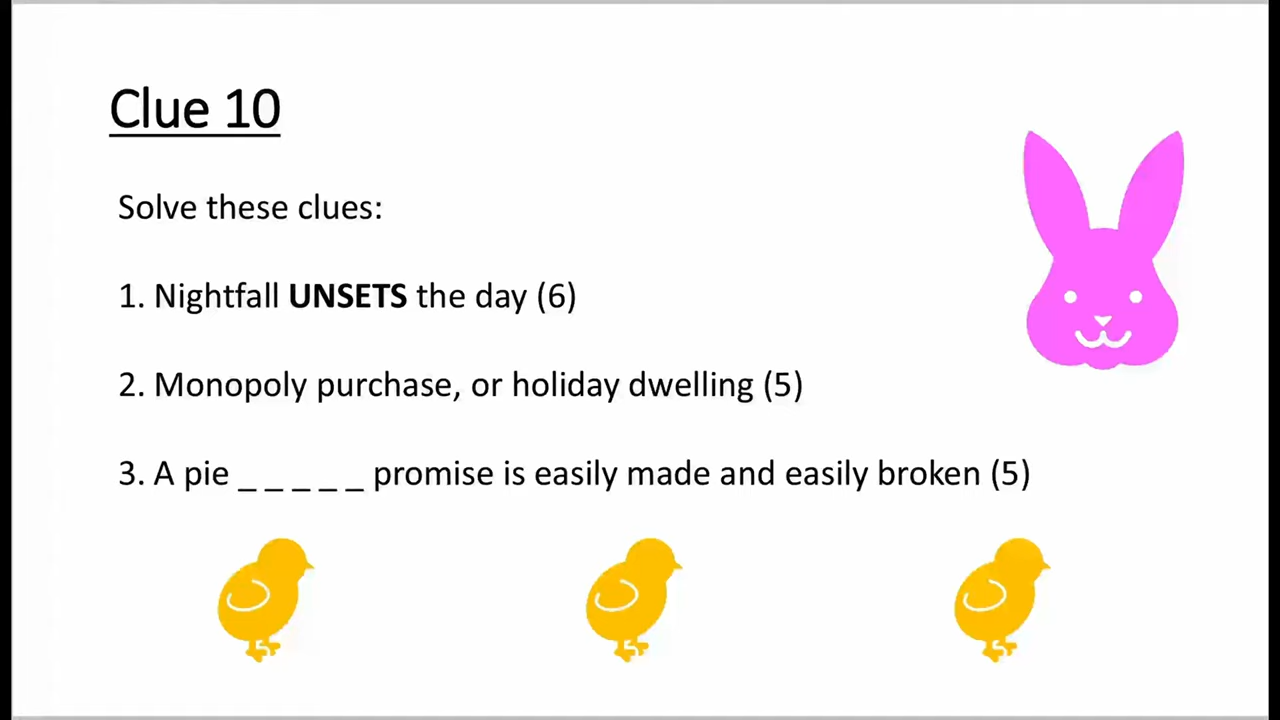 Clue 10
Solve these clues:
1. Nightfall UNSETS the day (6)
2. Monopoly purchase, or holiday dwelling (5)
3. A pie _ _ _ _ _ promise is easily made and easily broken (5)